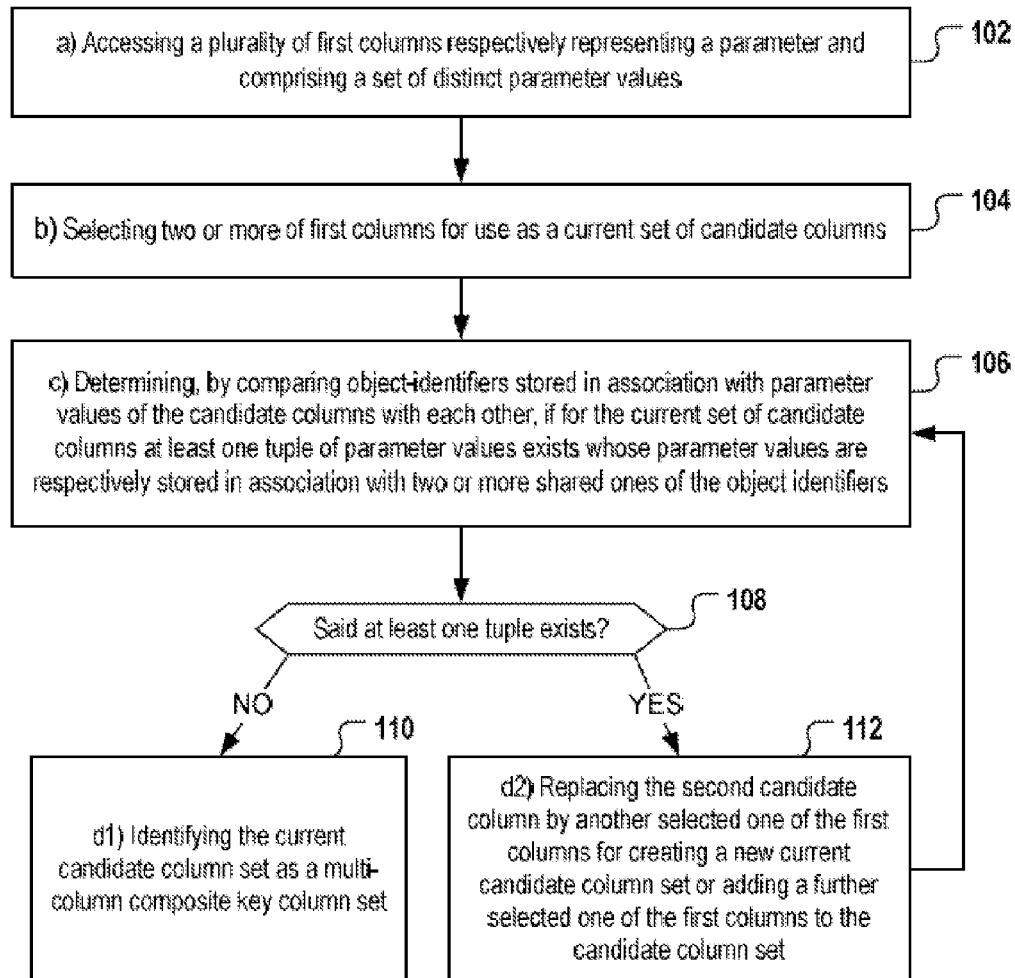 a) Accessing a plurality of first columns respectively representing a parameter and
comprising a set of distinct parameter values
102
b) Selecting two or more of first columns for use as a current set of candidate columns
104
c) Determining, by comparing object-identifiers stored in association with parameter
values of the candidate columns with each other, if for the current set of candidate
columns at least one tuple of parameter values exists whose parameter values are
respectively stored in association with two or more shared ones of the object identifiers
106
Said at least one tuple exists?
108
NO
YES
110
112
d1) Identifying the current
candidate column set as a multi-
column composite key column set
d2) Replacing the second candidate
column by another selected one of the first
columns for creating a new current
candidate column set or adding a further
selected one of the first columns to the
candidate column set